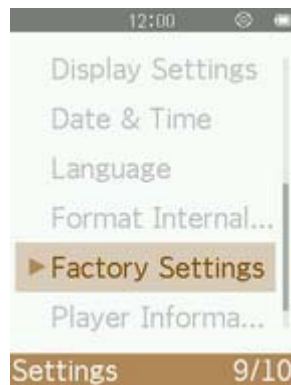 12:00
Display Settings
Date & Time
Language
Format Internal...
Factory Settings
Player Informa...
Settings 9/10